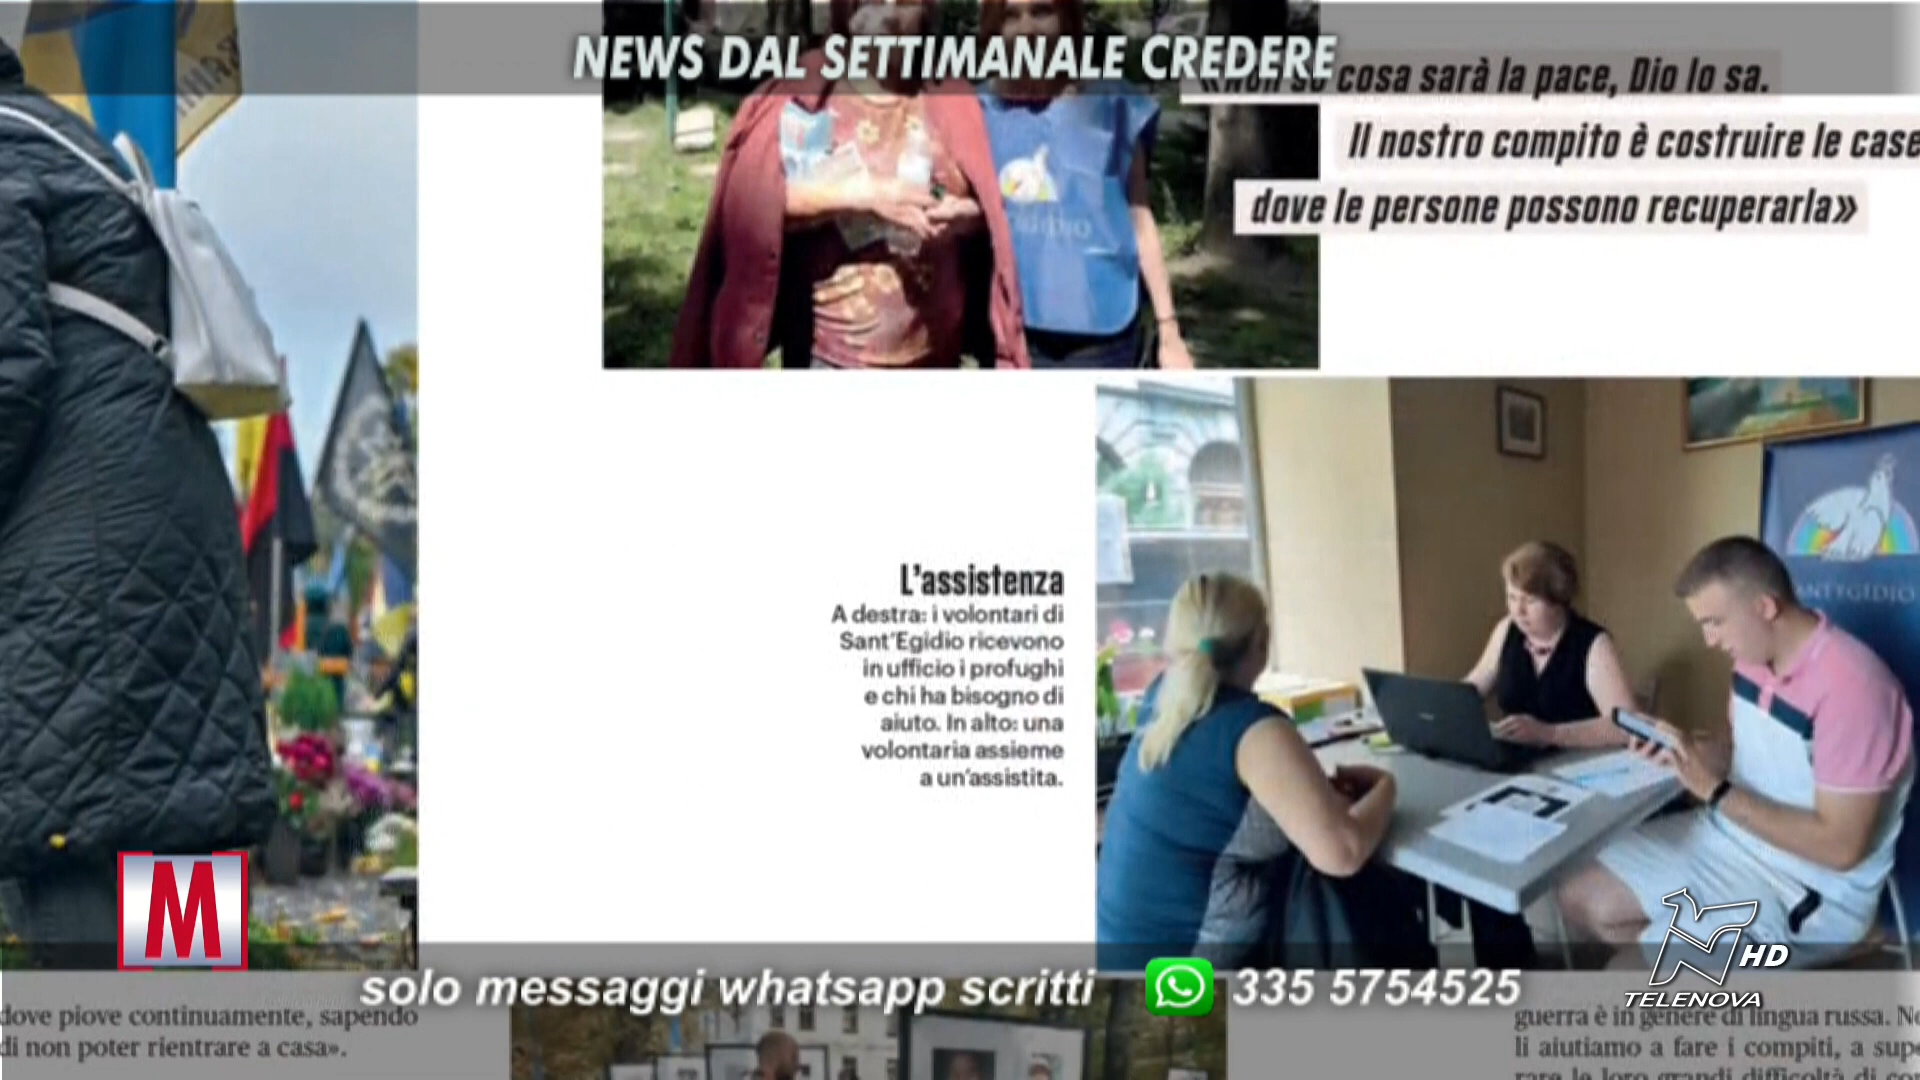 NEWS DAL SETTIMANALE CREDERE
cosa sarà la pace, Dio lo sa.
Il nostro compito è costruire le case
dove le persone possono recuperarla»
L'assistenza
A destra: i volontari di
Sant'Egidio ricevono
in ufficio i profughi
e chi ha bisogno di
aiuto. In alto: una
volontaria assieme
a un'assistita.
M
solo messaggi whatsapp scritti 335 5754525
HD
TELENOVA
dove piove continuamente, sapendo
di non poter rientrare a casa».
guerra è in genere di lingua russa.
li aiutiamo a fare i compiti, a